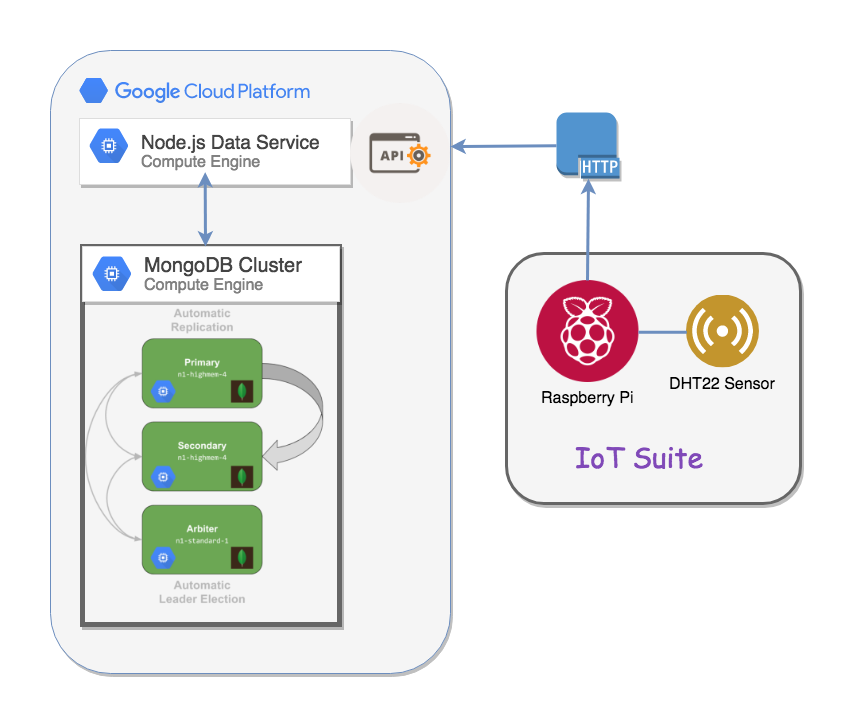 Google Cloud Platform
Node.js Data Service
Compute Engine
API
HTTP
MongoDB Cluster
Compute Engine
Automatic
Replication
Primary
n1-highmem-4
Secondary
n1-highmem-4
Arbiter
n1-standard-1
Automatic
Leader Election
Raspberry Pi
DHT22 Sensor
IoT Suite